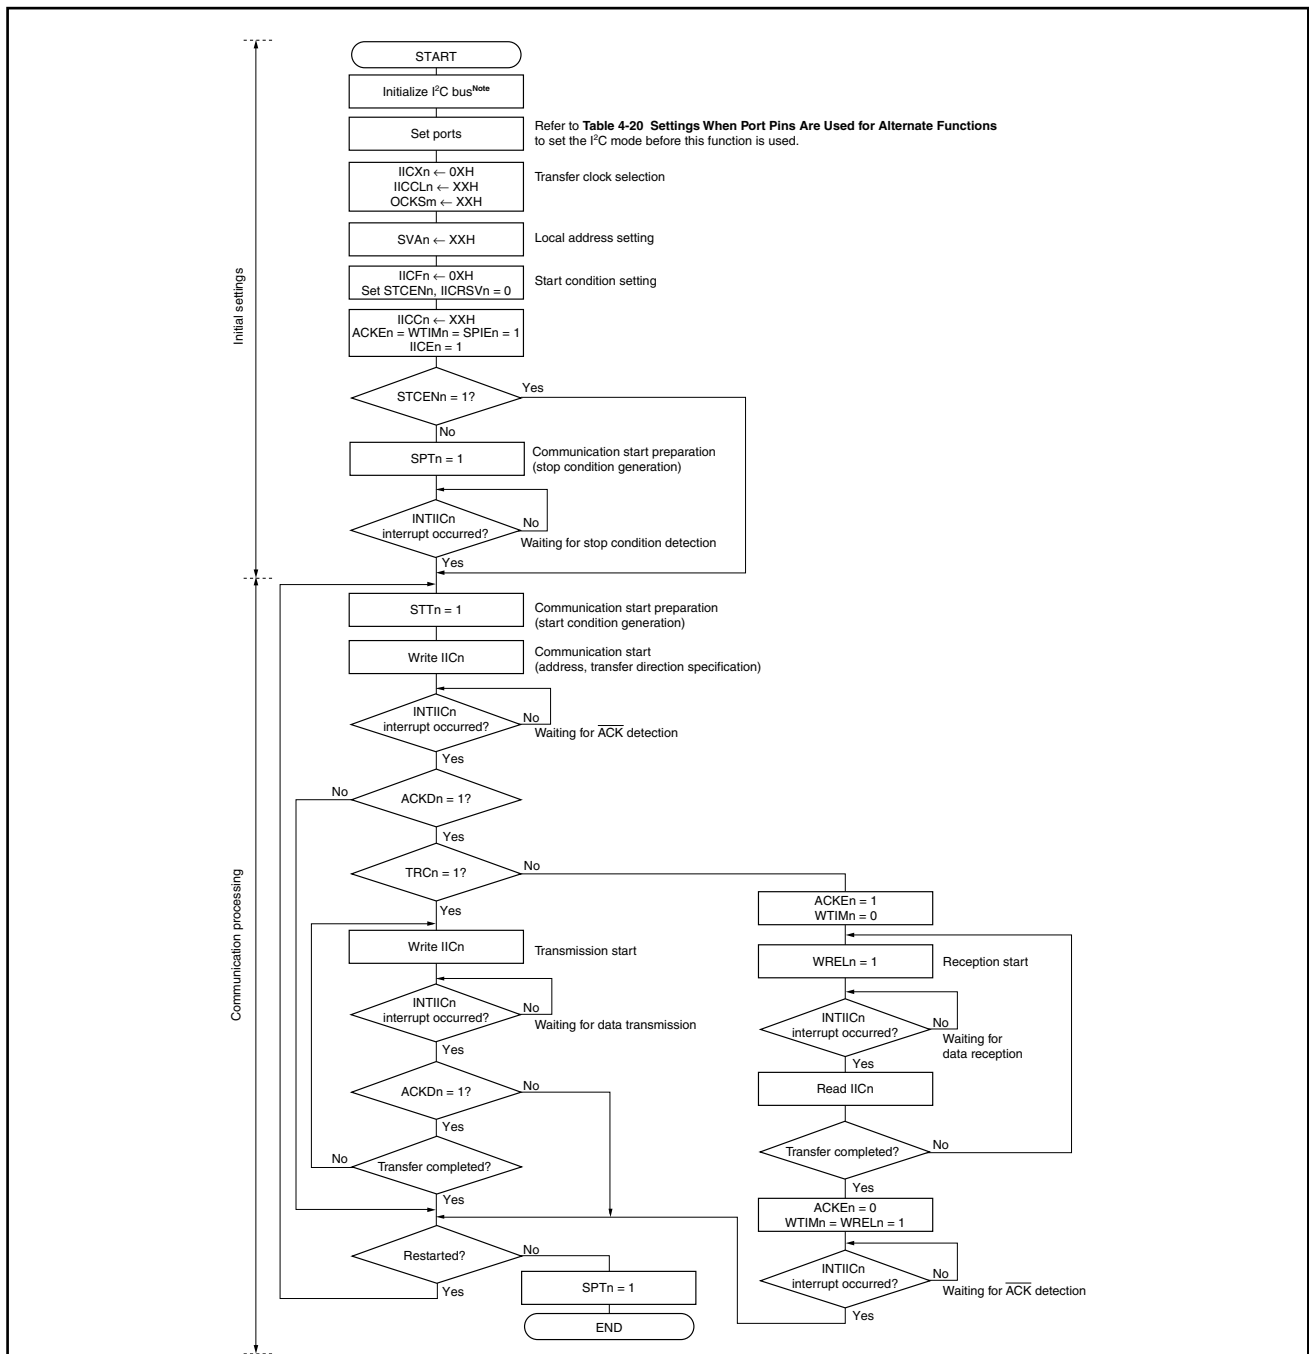 START
Initialize I²C bus^Note
Set ports
Refer to Table 4-20 Settings When Port Pins Are Used for Alternate Functions
to set the I²C mode before this function is used.
IICXn ← 0XH
IICCLn ← XXH
OCKSm ← XXH
Transfer clock selection
SVAn ← XXH
Local address setting
IICFn ← 0XH
Set STCENn, IICRSVn = 0
Start condition setting
IICCn ← XXH
ACKEn = WTIMn = SPIEn = 1
IICEn = 1
Initial settings
STCENn = 1?
Yes
No
SPTn = 1
Communication start preparation
(stop condition generation)
INTIICn
interrupt occurred?
No
Waiting for stop condition detection
Yes
STTn = 1
Communication start preparation
(start condition generation)
Write IICn
Communication start
(address, transfer direction specification)
INTIICn
interrupt occurred?
No
Waiting for ACK detection
Yes
No
ACKDn = 1?
Yes
TRCn = 1?
No
Yes
Communication processing
Write IICn
Transmission start
INTIICn
interrupt occurred?
No
Waiting for data transmission
Yes
ACKDn = 1?
No
Yes
No
Transfer completed?
Yes
Restarted?
No
Yes
SPTn = 1
END
ACKEn = 1
WTIMn = 0
WRELn = 1
Reception start
INTIICn
interrupt occurred?
No
Waiting for
data reception
Yes
Read IICn
Transfer completed?
No
Yes
ACKEn = 0
WTIMn = WRELn = 1
INTIICn
interrupt occurred?
No
Waiting for ACK detection
Yes